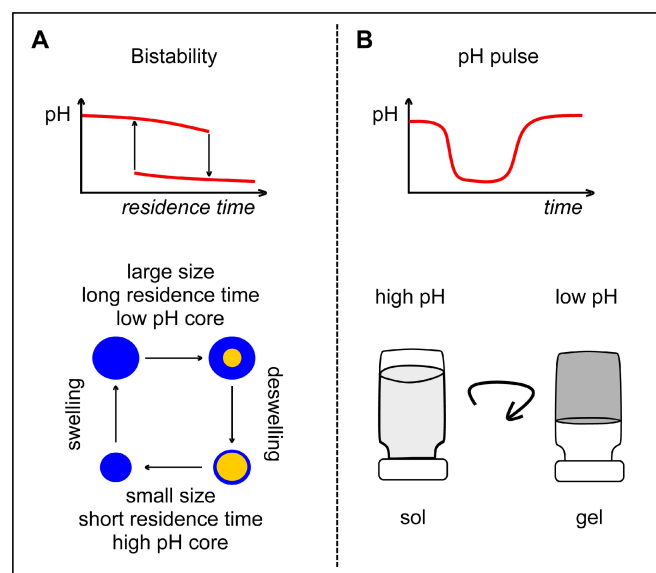 A
Bistability
pH
residence time
large size
long residence time
low pH core
swelling
deswelling
small size
short residence time
high pH core
B
pH pulse
pH
time
high pH
low pH
sol
gel